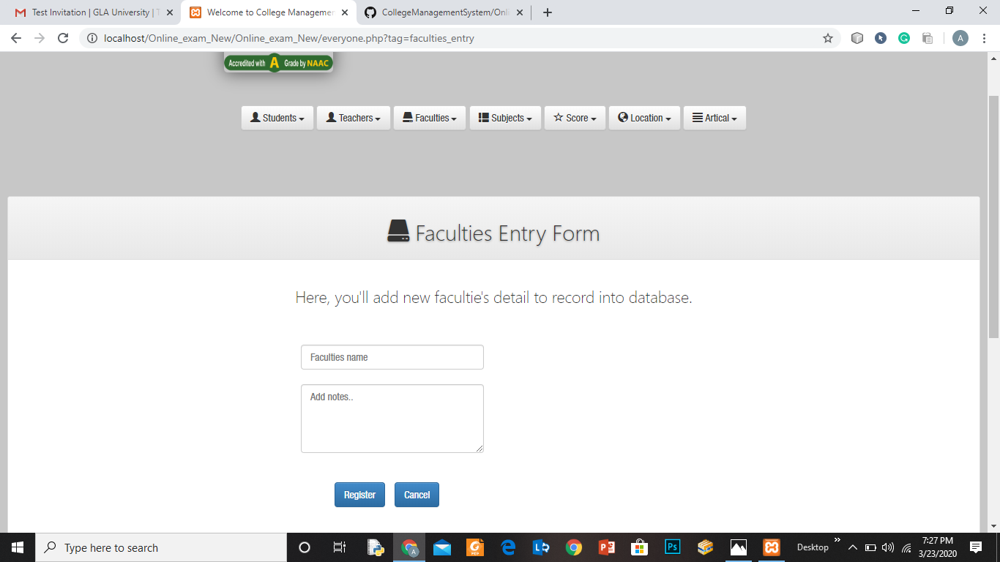 Test Invitation | GLA University | T
Welcome to College Managemer
CollegeManagementSystem/Onli
localhost/Online_exam_New/Online_exam_New/everyone.php?tag=faculties_entry
A
Accredited with A Grade by NAAC
Students
Teachers
Faculties
Subjects
Score
Location
Artical
Faculties Entry Form
Here, you'll add new facultie's detail to record into database.
Faculties name
Add notes..
Register
Cancel
Type here to search
Desktop
7:27 PM
3/23/2020